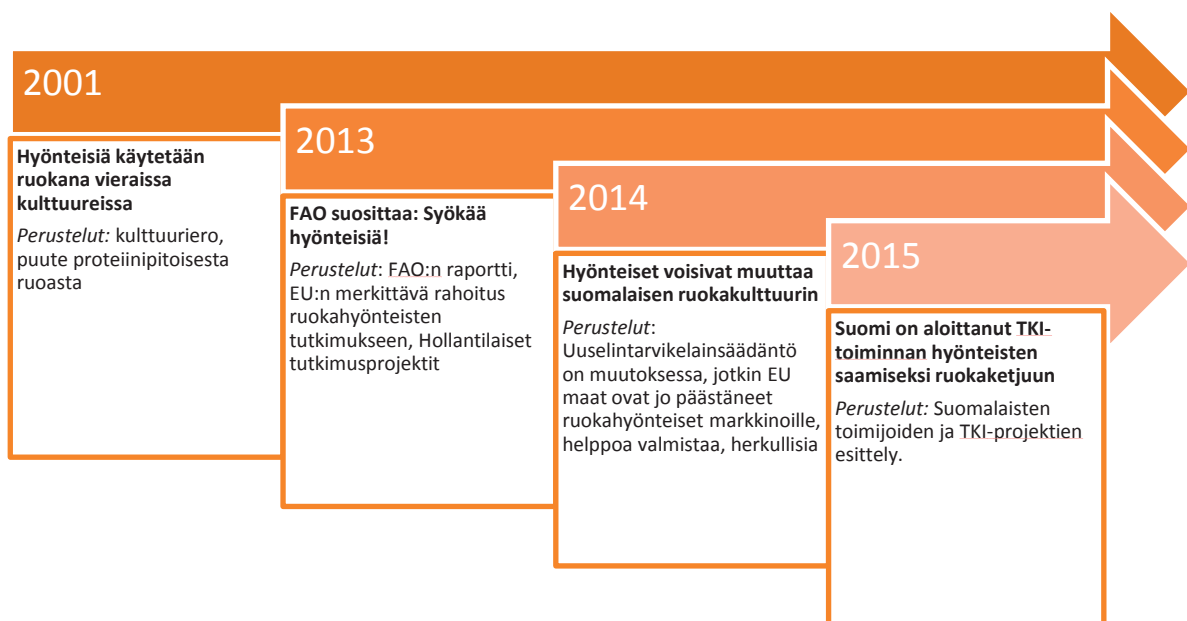 2001
Hyönteisiä käytetään
ruokana vieraissa
kulttuureissa
Perustelut: kulttuuriero,
puute proteiinipitoisesta
ruoasta
2013
FAO suosittaa: Syökää
hyönteisiä!
Perustelut: FAO:n raportti,
EU:n merkittävä rahoitus
ruokahyönteisten
tutkimukseen, Hollantilaiset
tutkimusprojektit
2014
Hyönteiset voisivat muuttaa
suomalaisen ruokakulttuurin
Perustelut:
Uuselintarvikelainsäädäntö
on muutoksessa, jotkin EU
maat ovat jo päästäneet
ruokahyönteiset markkinoille,
helppoa valmistaa, herkullisia
2015
Suomi on aloittanut TKI-
toiminnan hyönteisten
saamiseksi ruokaketjuun
Perustelut: Suomalaisten
toimijoiden ja TKI-projektien
esittely.